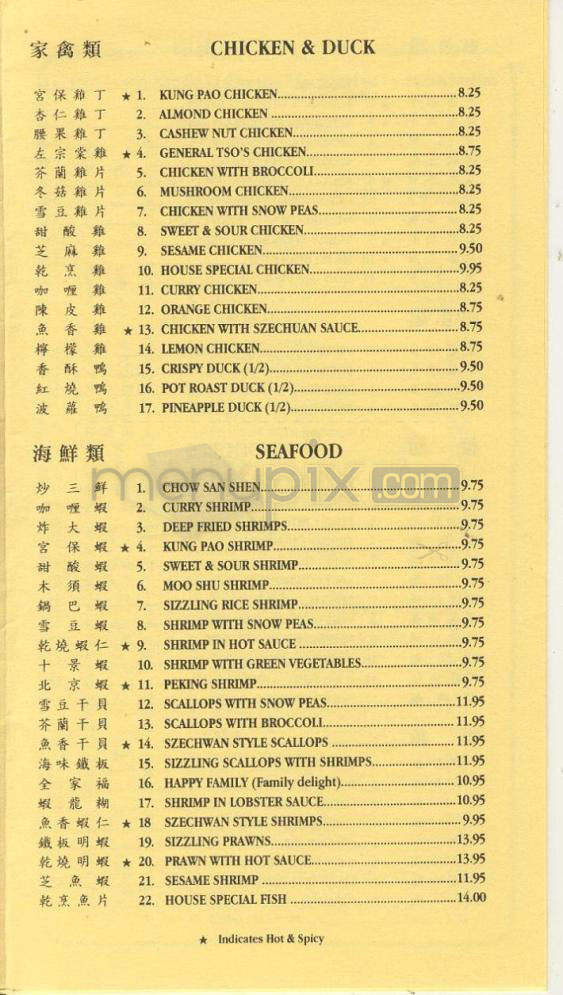 家禽類 CHICKEN & DUCK
宮保雞丁 ★ 1. KUNG PAO CHICKEN 8.25
杏仁雞丁 2. ALMOND CHICKEN 8.25
腰果雞丁 3. CASHEW NUT CHICKEN 8.25
左宗棠雞 ★ 4. GENERAL TSO'S CHICKEN 8.75
芥蘭雞片 5. CHICKEN WITH BROCCOLI 8.25
冬菇雞片 6. MUSHROOM CHICKEN 8.25
雪豆雞片 7. CHICKEN WITH SNOW PEAS 8.25
甜酸雞 8. SWEET & SOUR CHICKEN 8.25
芝麻雞 9. SESAME CHICKEN 9.50
乾烹雞 10. HOUSE SPECIAL CHICKEN 9.95
咖喱雞 11. CURRY CHICKEN 8.25
陳皮雞 12. ORANGE CHICKEN 8.75
魚香雞 ★ 13. CHICKEN WITH SZECHUAN SAUCE 8.75
檸檬雞 14. LEMON CHICKEN 8.75
香酥鴨 15. CRISPY DUCK (1/2) 9.50
紅燒鴨 16. POT ROAST DUCK (1/2) 9.50
波蘿鴨 17. PINEAPPLE DUCK (1/2) 9.50
海鮮類 SEAFOOD
menupix.com
炒三鮮 1. CHOW SAN SHEN 9.75
咖喱蝦 2. CURRY SHRIMP 9.75
炸大蝦 3. DEEP FRIED SHRIMPS 9.75
宮保蝦 ★ 4. KUNG PAO SHRIMP 9.75
甜酸蝦 5. SWEET & SOUR SHRIMP 9.75
木須蝦 6. MOO SHU SHRIMP 9.75
鍋巴蝦 7. SIZZLING RICE SHRIMP 9.75
雪豆蝦 8. SHRIMP WITH SNOW PEAS 9.75
乾燒蝦仁 ★ 9. SHRIMP IN HOT SAUCE 9.75
十景蝦 10. SHRIMP WITH GREEN VEGETABLES 9.75
北京蝦 ★ 11. PEKING SHRIMP 9.75
雪豆干貝 12. SCALLOPS WITH SNOW PEAS 11.95
芥蘭干貝 13. SCALLOPS WITH BROCCOLI 11.95
魚香干貝 ★ 14. SZECHWAN STYLE SCALLOPS 11.95
海味鐵板 15. SIZZLING SCALLOPS WITH SHRIMPS 11.95
全家福 16. HAPPY FAMILY (Family delight) 10.95
蝦龍糊 17. SHRIMP IN LOBSTER SAUCE 10.95
魚香蝦仁 ★ 18 SZECHWAN STYLE SHRIMPS 9.95
鐵板明蝦 19. SIZZLING PRAWNS 13.95
乾燒明蝦 ★ 20. PRAWN WITH HOT SAUCE 13.95
芝魚蝦 21. SESAME SHRIMP 11.95
乾烹魚片 22. HOUSE SPECIAL FISH 14.00
★ Indicates Hot & Spicy